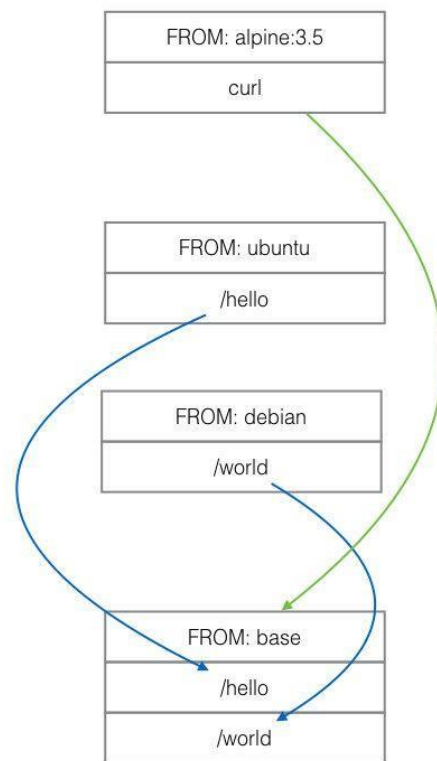 FROM: alpine:3.5
curl
FROM: ubuntu
/hello
FROM: debian
/world
FROM: base
/hello
/world